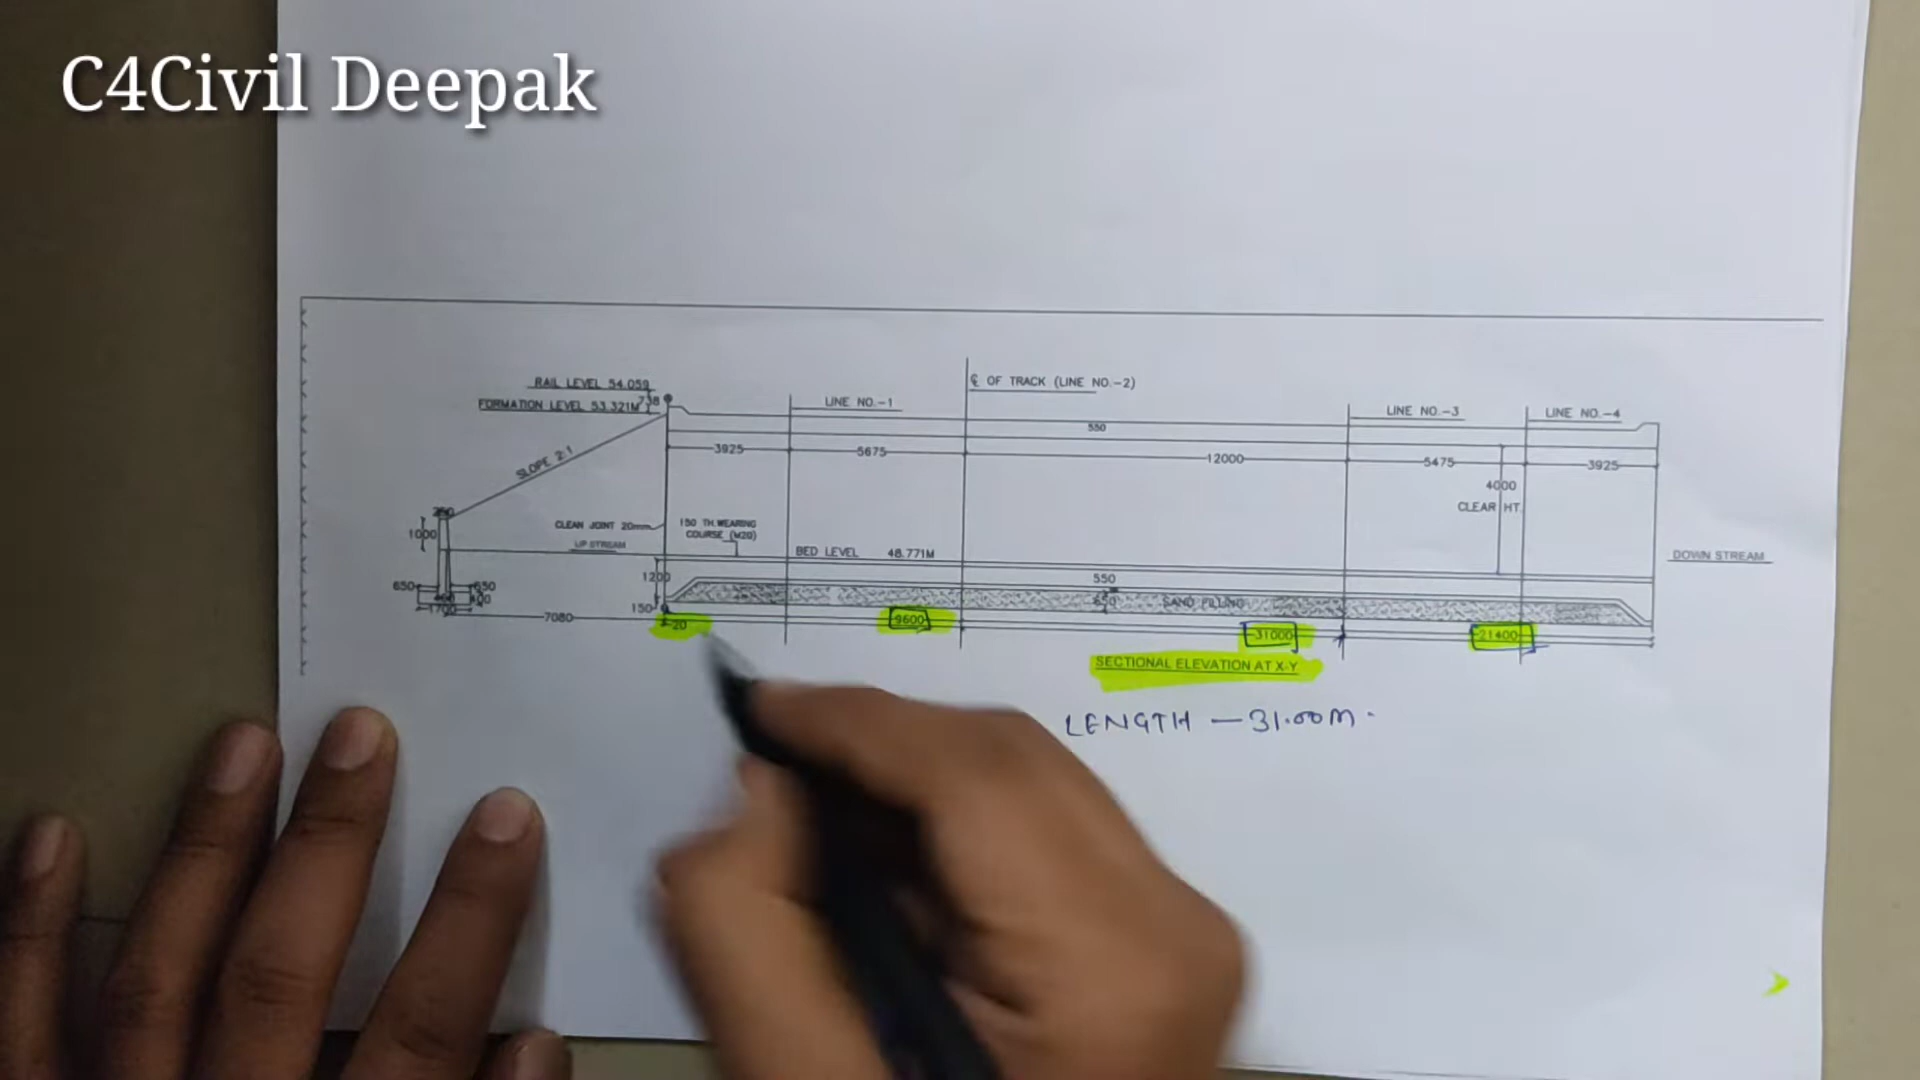 C4Civil Deepak
RAIL LEVEL 54.059
℄ OF TRACK (LINE NO.-2)
FORMATION LEVEL 53.321M
738
LINE NO.-1
LINE NO.-3
LINE NO.-4
550
3925
5675
12000
5475
3925
SLOPE 2:1
4000
CLEAR HT.
1000
CLEAN JOINT 20mm
150 TH.WEARING
COURSE (M20)
UP STREAM
BED LEVEL 48.771M
DOWN STREAM
1200
550
650
550
SAND FILLING
1700
150
7080
20
9600
31000
21400
SECTIONAL ELEVATION AT X-Y
LENGTH — 31.00M.